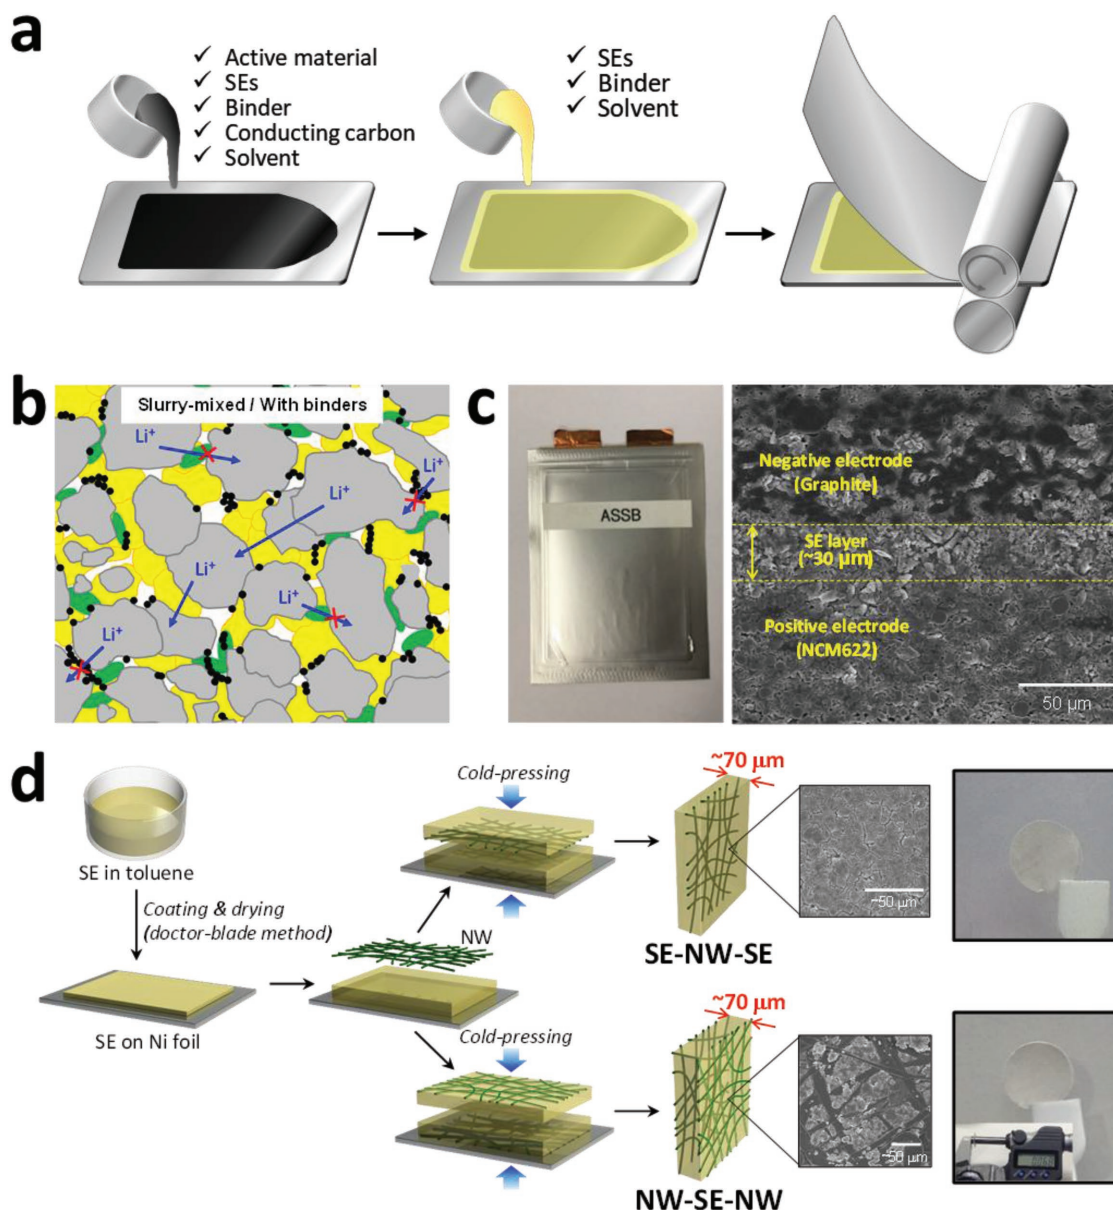 a
✓ Active material
✓ SEs
✓ Binder
✓ Conducting carbon
✓ Solvent
✓ SEs
✓ Binder
✓ Solvent
b
Slurry-mixed / With binders
Li⁺
Li⁺
Li⁺
Li⁺
Li⁺
Li⁺
c
ASSB
Negative electrode
(Graphite)
SE layer
(~30 μm)
Positive electrode
(NCM622)
50 μm
d
SE in toluene
Coating & drying
(doctor-blade method)
SE on Ni foil
NW
Cold-pressing
~70 μm
~50 μm
SE-NW-SE
Cold-pressing
~70 μm
~50 μm
NW-SE-NW